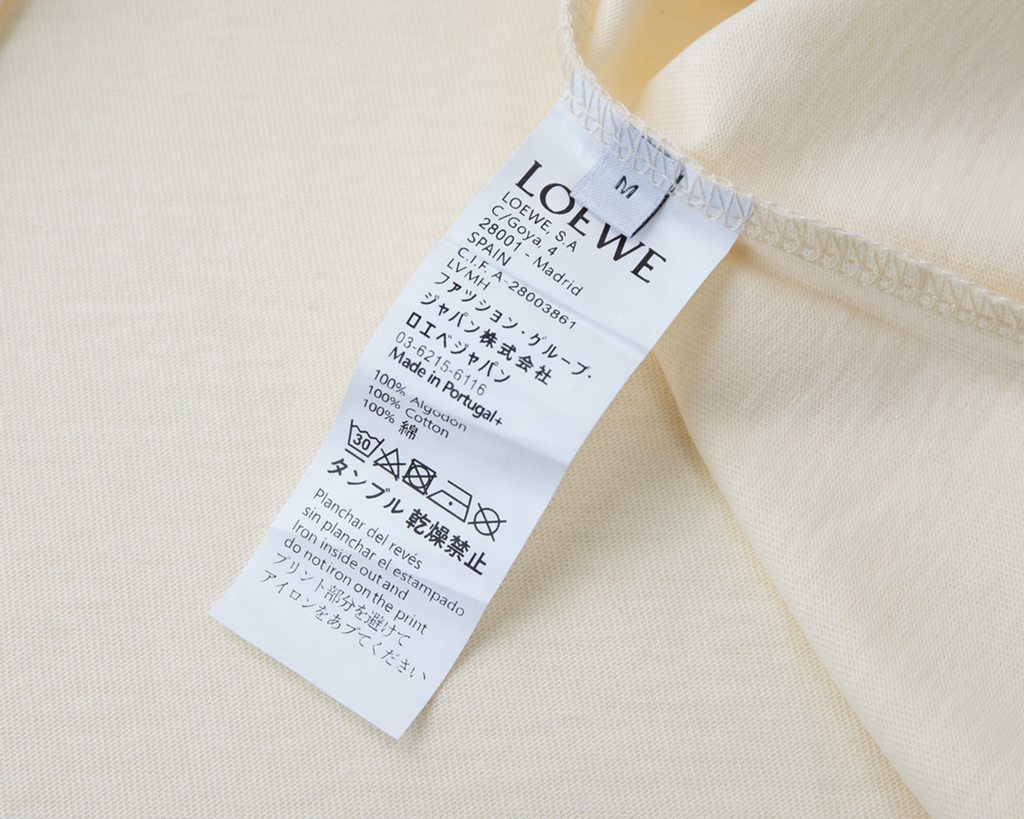 M
LOEWE
LOEWE, S.A
C/Goya, 4
28001 - Madrid
SPAIN
C.I.F. A-28003861
LVMH
ファッション・グループ・
ジャパン株式会社
ロエベジャパン
03-6215-6116
Made in Portugal+
100% Algodón
100% Cotton
100% 綿
30
タンブル 乾燥禁止
Planchar del revés
sin planchar el estampado
Iron inside out and
do not iron on the print
プリント部分を避けて
アイロンをあブてください